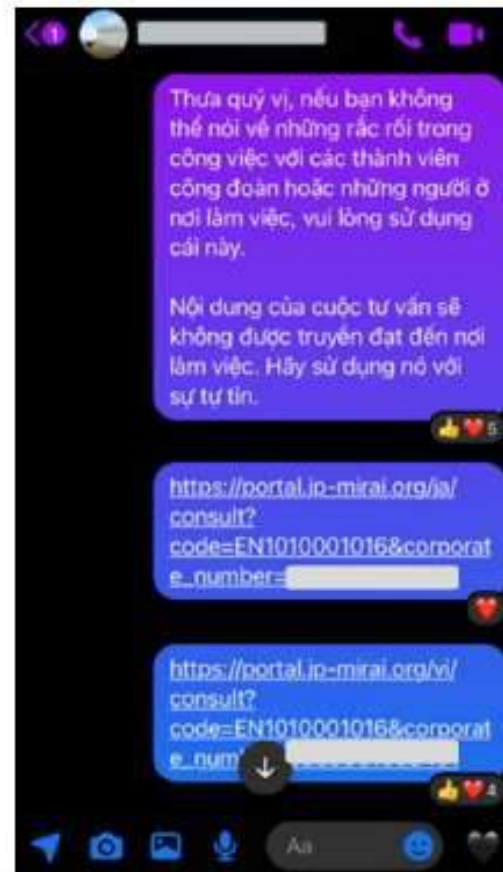 1
Thưa quý vị, nếu bạn không
thể nói về những rắc rối trong
công việc với các thành viên
công đoàn hoặc những người ở
nơi làm việc, vui lòng sử dụng
cái này.
Nội dung của cuộc tư vấn sẽ
không được truyền đạt đến nơi
làm việc. Hãy sử dụng nó với
sự tự tin.
5
https://portal.jp-mirai.org/ja/
consult?
code=EN1010001016&corporat
e_number=
https://portal.jp-mirai.org/vi/
consult?
code=EN1010001016&corporat
e_num
4
Aa